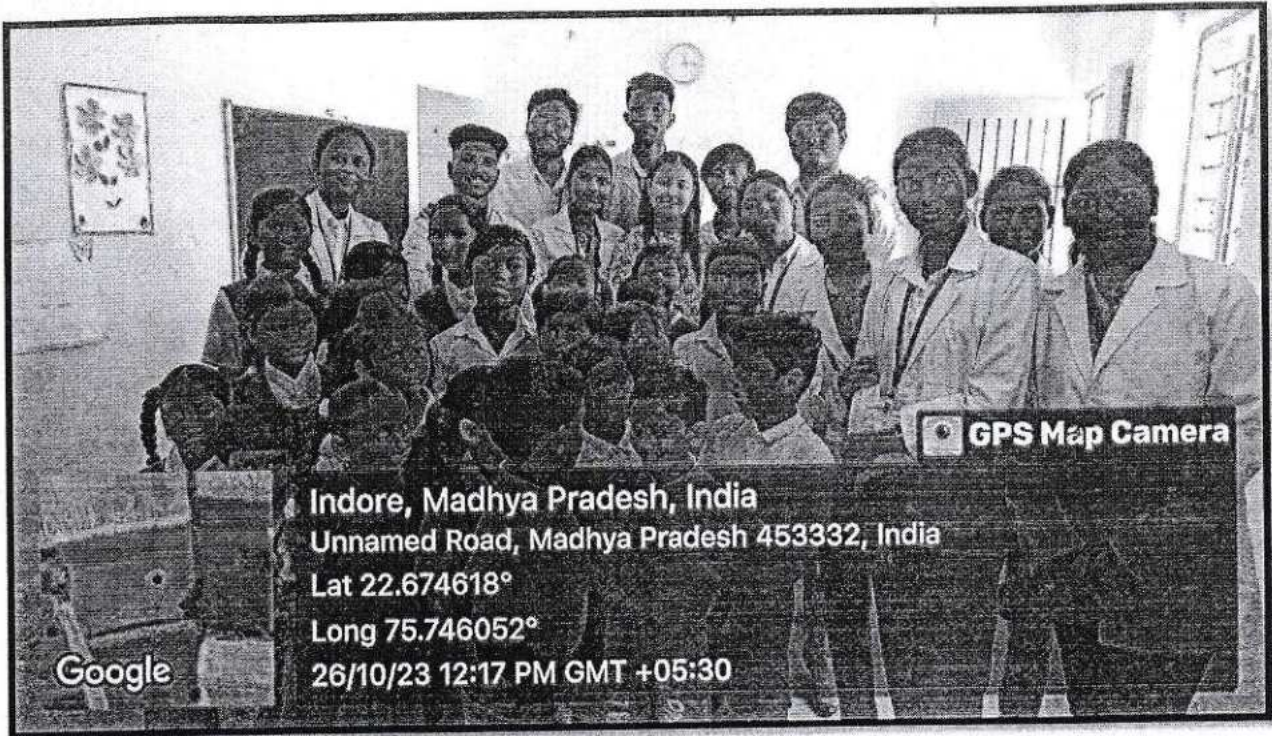 GPS Map Camera
Indore, Madhya Pradesh, India
Unnamed Road, Madhya Pradesh 453332, India
Lat 22.674618°
Long 75.746052°
26/10/23 12:17 PM GMT +05:30
Google